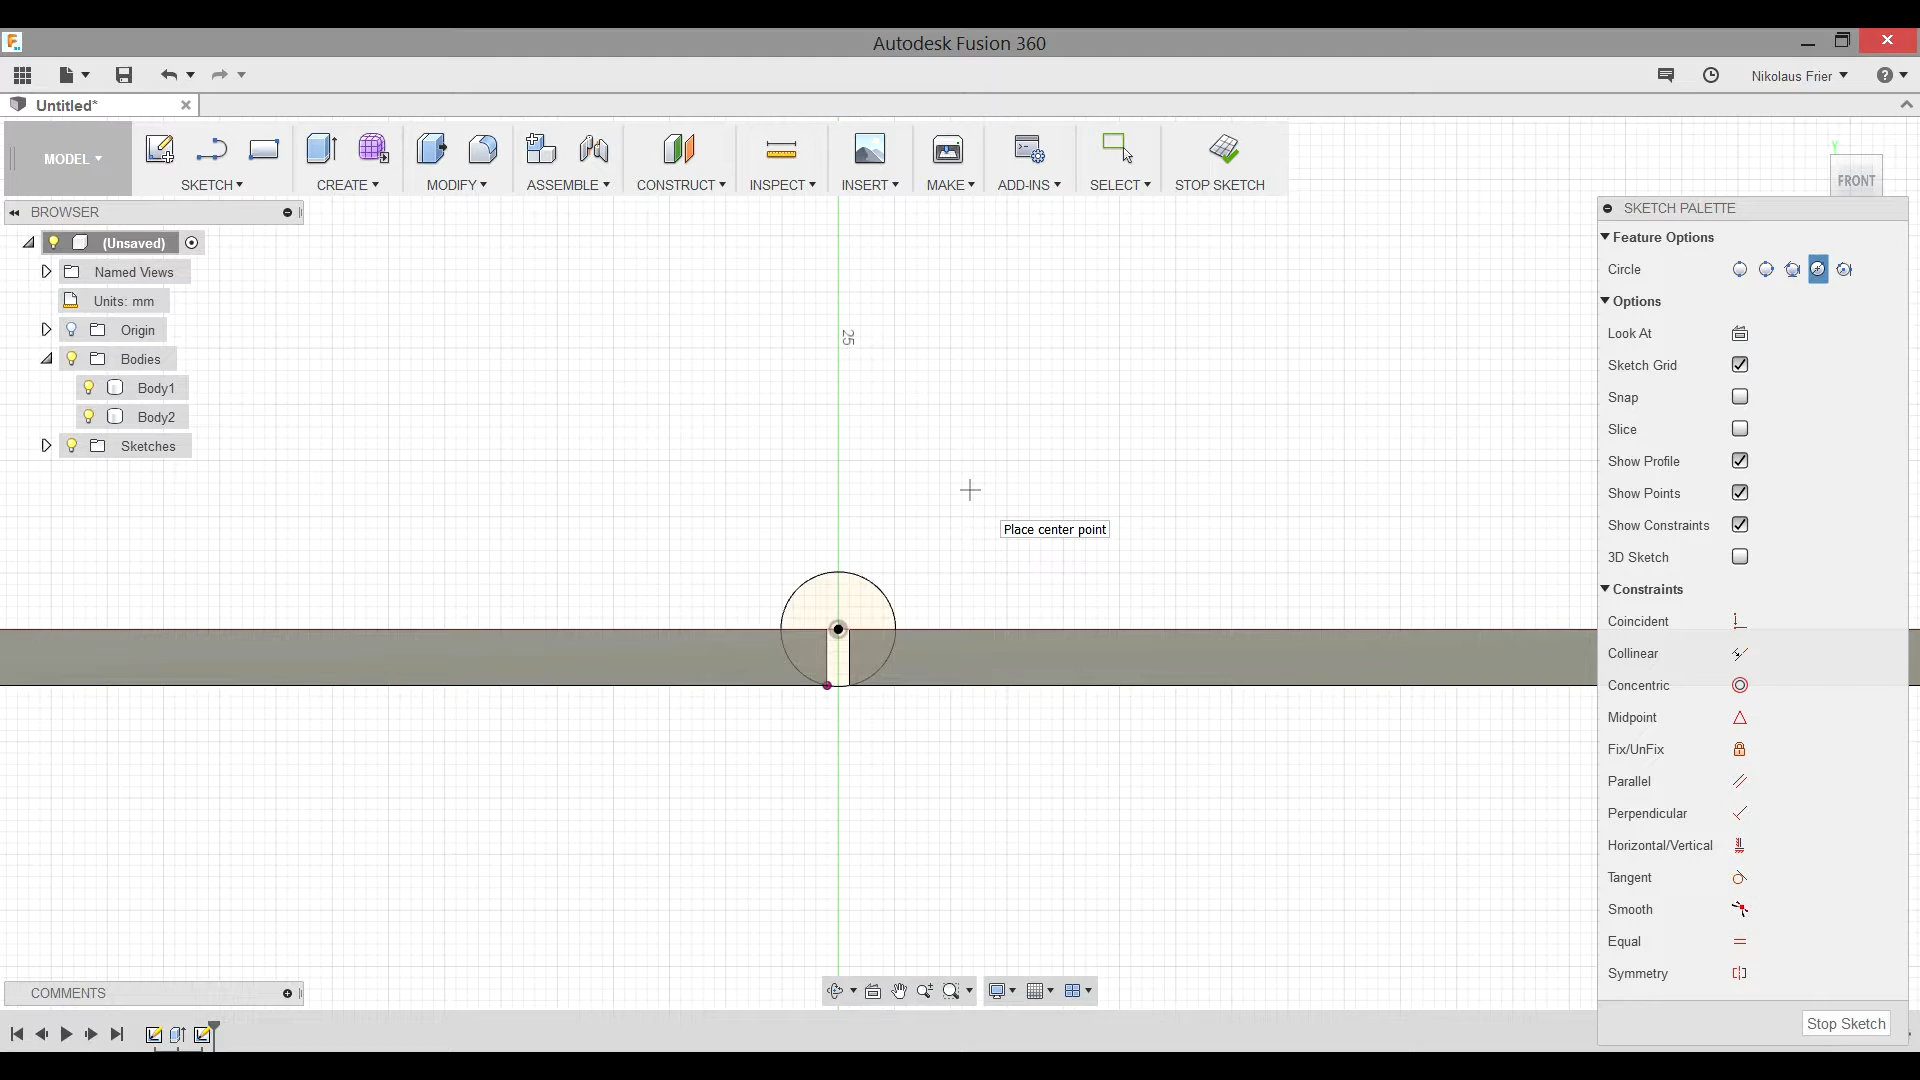 Autodesk Fusion 360
Nikolaus Frier
Untitled*
MODEL
SKETCH
CREATE
MODIFY
ASSEMBLE
CONSTRUCT
INSPECT
INSERT
MAKE
ADD-INS
SELECT
STOP SKETCH
Y
FRONT
BROWSER
(Unsaved)
Named Views
Units: mm
Origin
Bodies
Body1
Body2
Sketches
25
Place center point
SKETCH PALETTE
Feature Options
Circle
Options
Look At
Sketch Grid
Snap
Slice
Show Profile
Show Points
Show Constraints
3D Sketch
Constraints
Coincident
Collinear
Concentric
Midpoint
Fix/UnFix
Parallel
Perpendicular
Horizontal/Vertical
Tangent
Smooth
Equal
Symmetry
Stop Sketch
COMMENTS